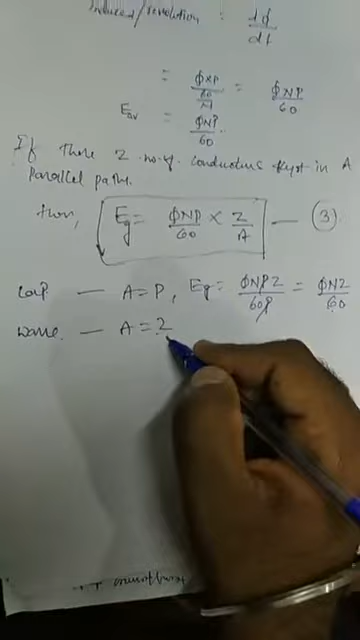 Induced/revolution = dϕ/dt
= ϕxp/(60/N) = ϕNP/60
Eav = ϕNP/60.
If there Z no. of conductors kept in A
Parallel path.
then, Eg = ϕNP/60 × Z/A — (3)
Lap — A = P, Eg = ϕNPZ/60P = ϕNZ/60
wave — A = 2